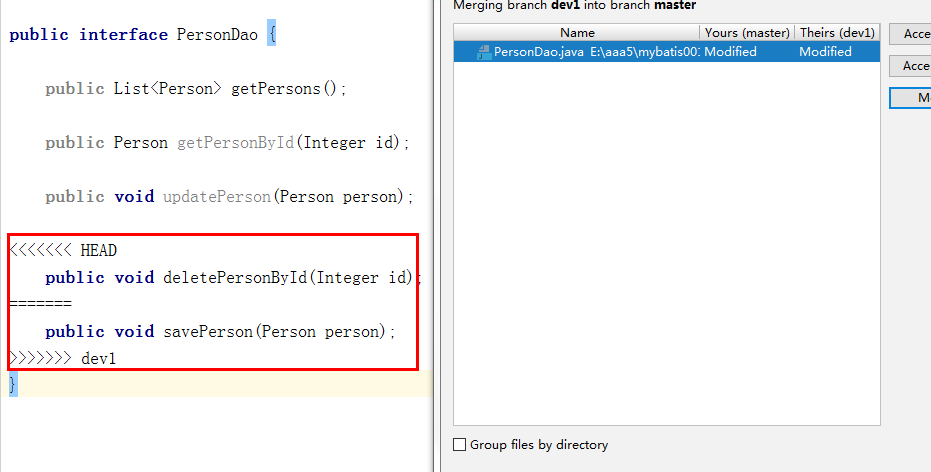 public interface PersonDao {
public List<Person> getPersons();
public Person getPersonById(Integer id);
public void updatePerson(Person person);
<<<<<<< HEAD
public void deletePersonById(Integer id);
=======
public void savePerson(Person person);
>>>>>>> dev1
}
Merging branch dev1 into branch master
Name Yours (master) Theirs (dev1)
PersonDao.java E:\aaa5\mybatis00 Modified Modified
Acce
Acce
M
Group files by directory